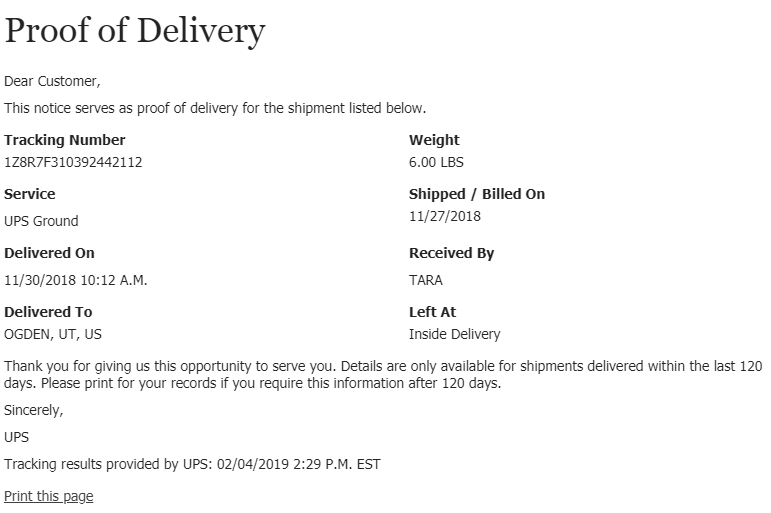 Proof of Delivery
Dear Customer,
This notice serves as proof of delivery for the shipment listed below.
Tracking Number
1Z8R7F310392442112
Weight
6.00 LBS
Service
UPS Ground
Shipped / Billed On
11/27/2018
Delivered On
11/30/2018 10:12 A.M.
Received By
TARA
Delivered To
OGDEN, UT, US
Left At
Inside Delivery
Thank you for giving us this opportunity to serve you. Details are only available for shipments delivered within the last 120
days. Please print for your records if you require this information after 120 days.
Sincerely,
UPS
Tracking results provided by UPS: 02/04/2019 2:29 P.M. EST
Print this page